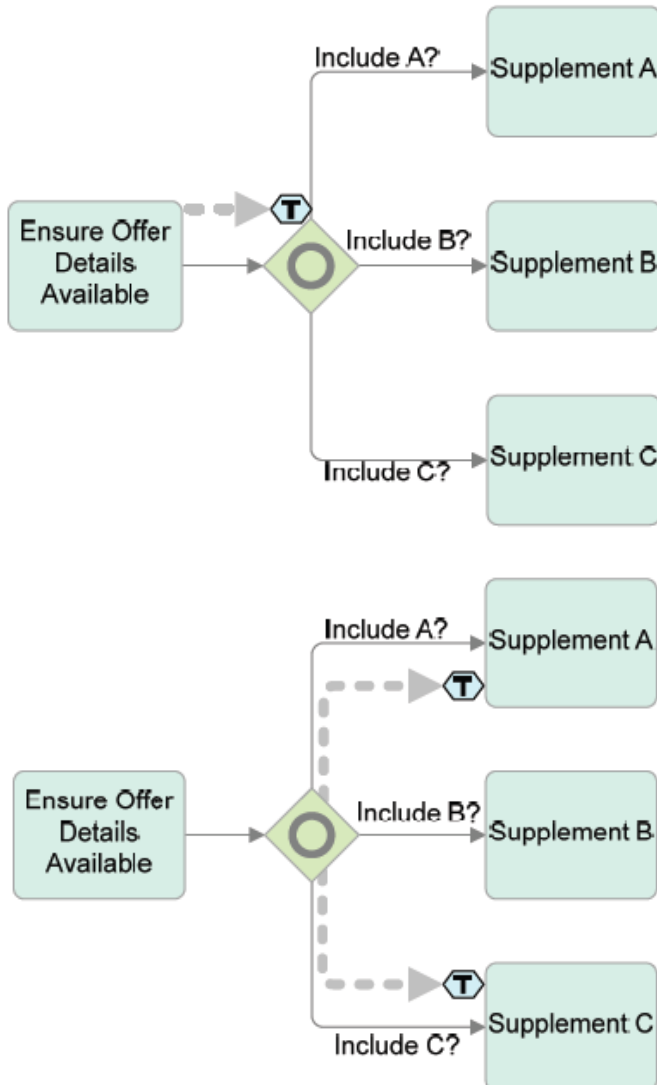 Include A?
Supplement A
T
Ensure Offer
Details
Available
Include B?
Supplement B
Include C?
Supplement C
Include A?
Supplement A
T
Ensure Offer
Details
Available
Include B?
Supplement B
T
Supplement C
Include C?